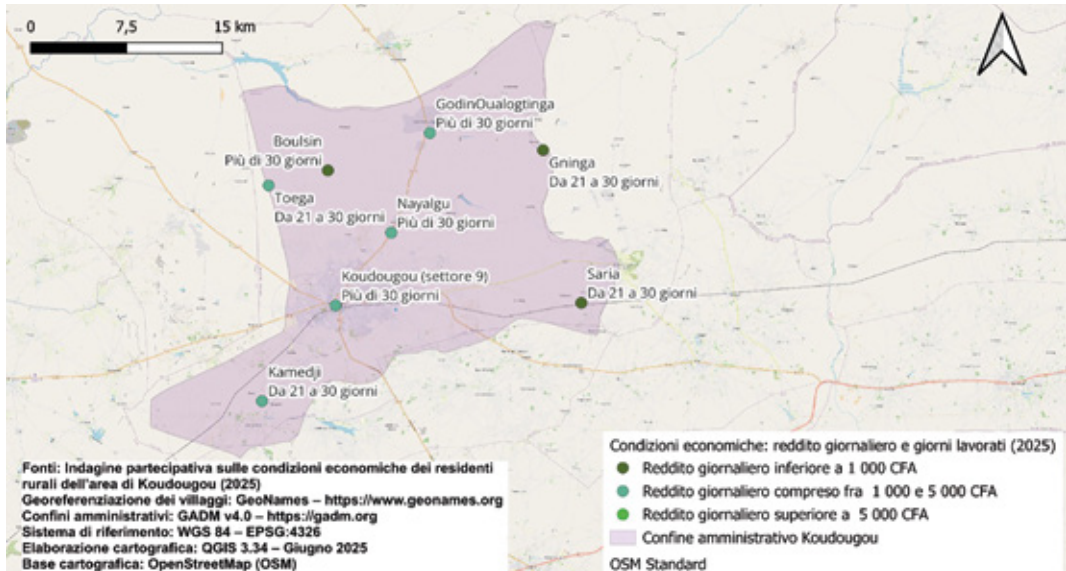 0 7,5 15 km
GodinOualogtinga
Più di 30 giorni
Boulsin
Più di 30 giorni
Gninga
Da 21 a 30 giorni
Toega
Da 21 a 30 giorni
Nayalgu
Più di 30 giorni
Koudougou (settore 9)
Più di 30 giorni
Saria
Da 21 a 30 giorni
Kamedji
Da 21 a 30 giorni
Fonti: Indagine partecipativa sulle condizioni economiche dei residenti
rurali dell'area di Koudougou (2025)
Georeferenziazione dei villaggi: GeoNames – https://www.geonames.org
Confini amministrativi: GADM v4.0 – https://gadm.org
Sistema di riferimento: WGS 84 – EPSG:4326
Elaborazione cartografica: QGIS 3.34 – Giugno 2025
Base cartografica: OpenStreetMap (OSM)
Condizioni economiche: reddito giornaliero e giorni lavorati (2025)
Reddito giornaliero inferiore a 1 000 CFA
Reddito giornaliero compreso fra 1 000 e 5 000 CFA
Reddito giornaliero superiore a 5 000 CFA
Confine amministrativo Koudougou
OSM Standard